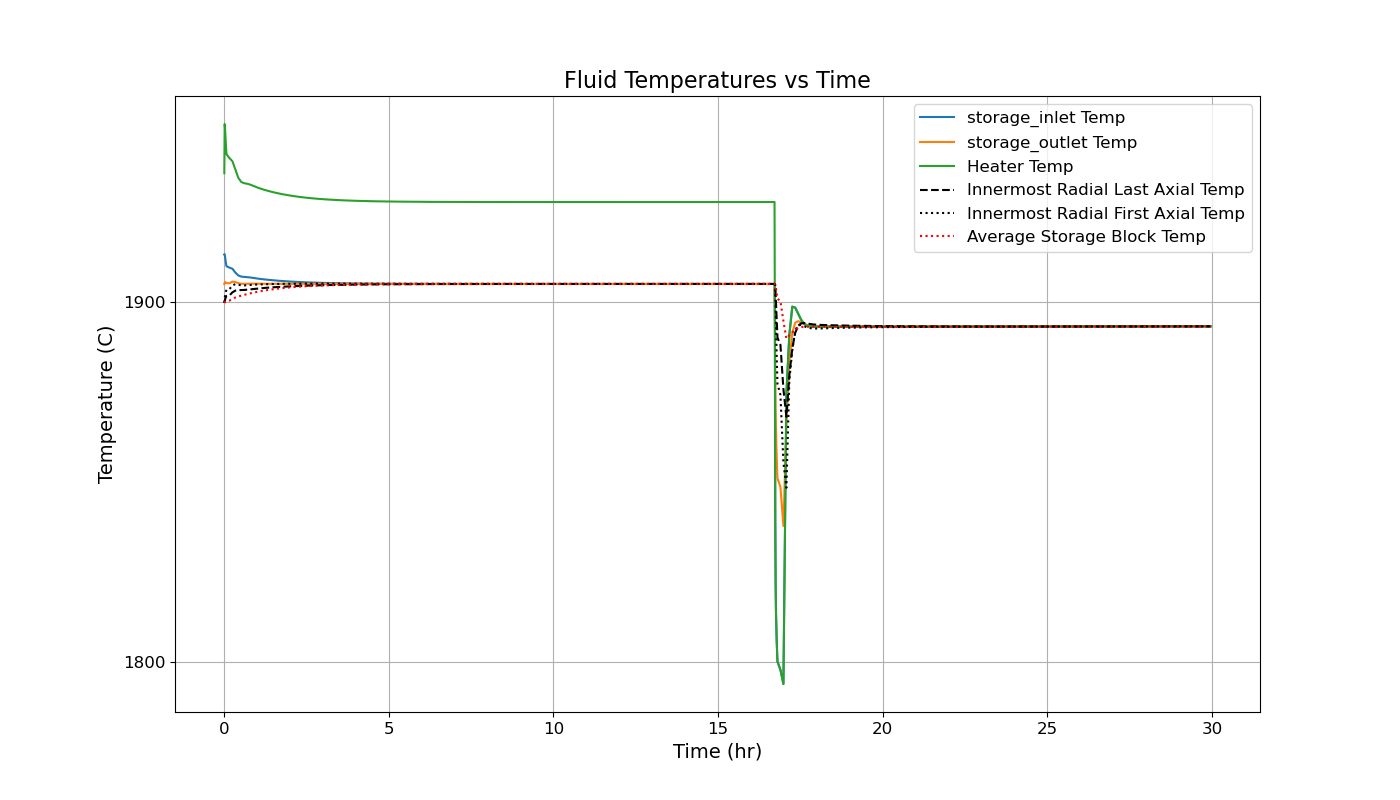 Fluid Temperatures vs Time
storage_inlet Temp
storage_outlet Temp
Heater Temp
Innermost Radial Last Axial Temp
Innermost Radial First Axial Temp
Average Storage Block Temp
Temperature (C)
1900
1800
0 5 10 15 20 25 30
Time (hr)